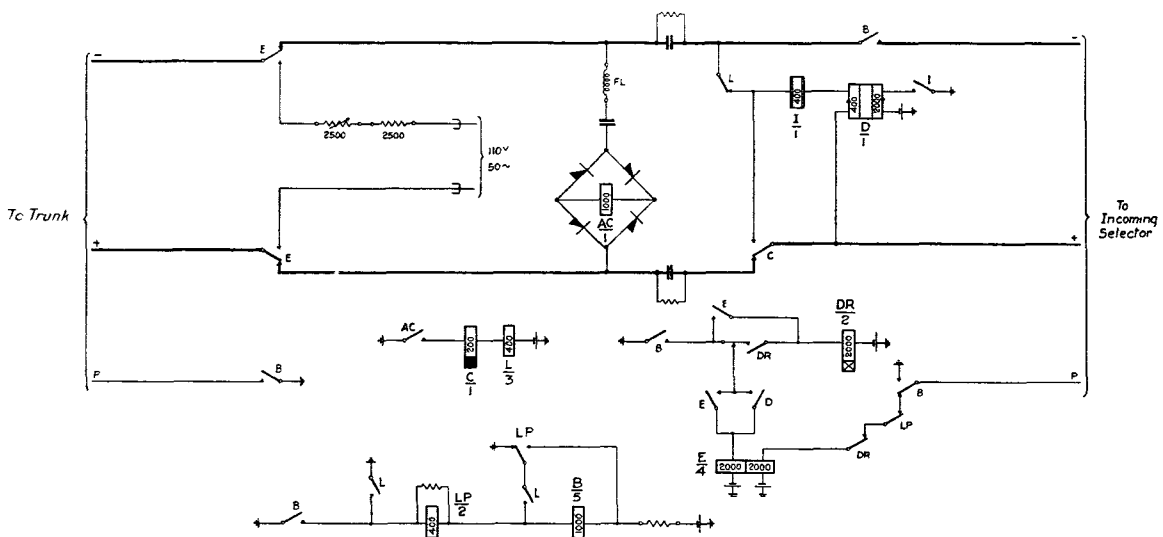 -
E
B
-
FL
L
400
I
1
400
2000
D
1
I
2500
2500
110V
50~
To Trunk
To
Incoming
Selector
1000
AC
1
+
E
C
+
AC
200
C
1
400
L
3
E
B
DR
DR
2
2000
P
B
B
P
LP
E
D
DR
E
4
2000
2000
LP
L
L
B
LP
2
400
B
5
1000